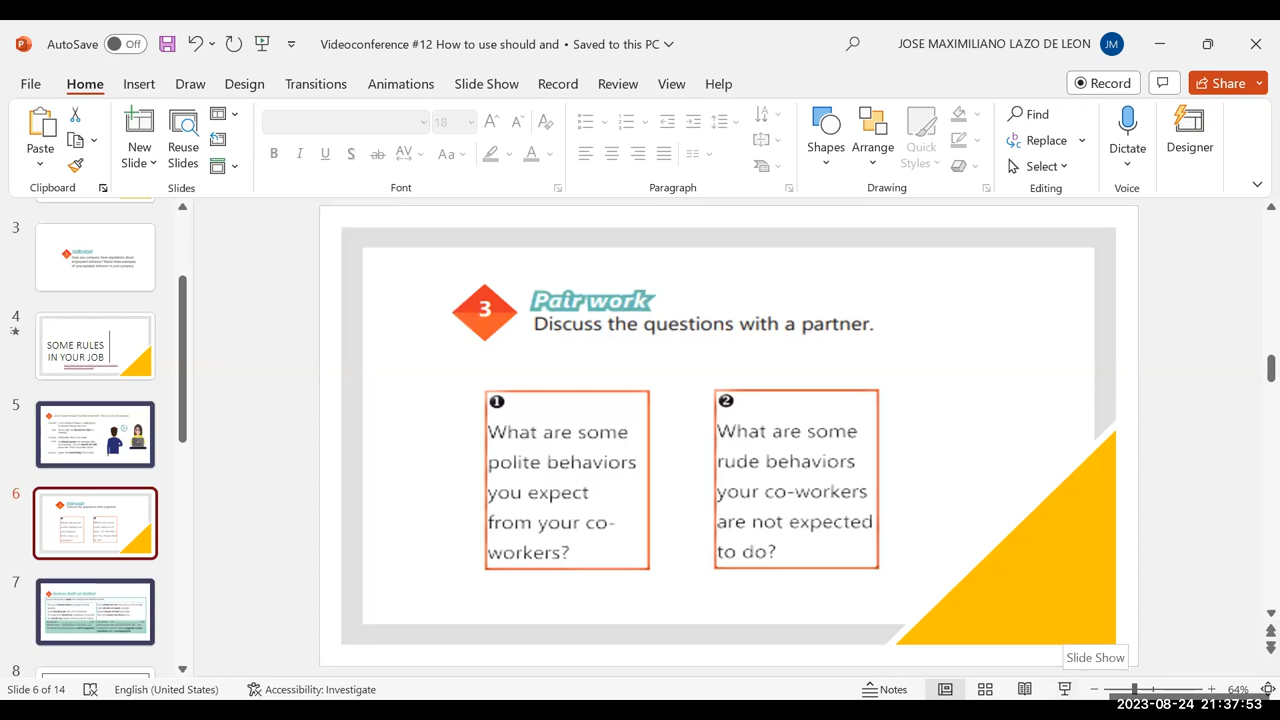 AutoSave Off
Videoconference #12 How to use should and • Saved to this PC
JOSE MAXIMILIANO LAZO DE LEON JM
File Home Insert Draw Design Transitions Animations Slide Show Record Review View Help
Record Share
Paste
New Slide
Reuse Slides
18
Shapes Arrange Quick Styles
Find
Replace
Select
Dictate
Designer
Clipboard Slides Font Paragraph Drawing Editing Voice
3
4
SOME RULES
IN YOUR JOB
5
6
7
8
3
Pair work
Discuss the questions with a partner.
1
What are some
polite behaviors
you expect
from your co-
workers?
2
What are some
rude behaviors
your co-workers
are not expected
to do?
Slide Show
Slide 6 of 14 English (United States) Accessibility: Investigate Notes 64%
2023-08-24 21:37:53